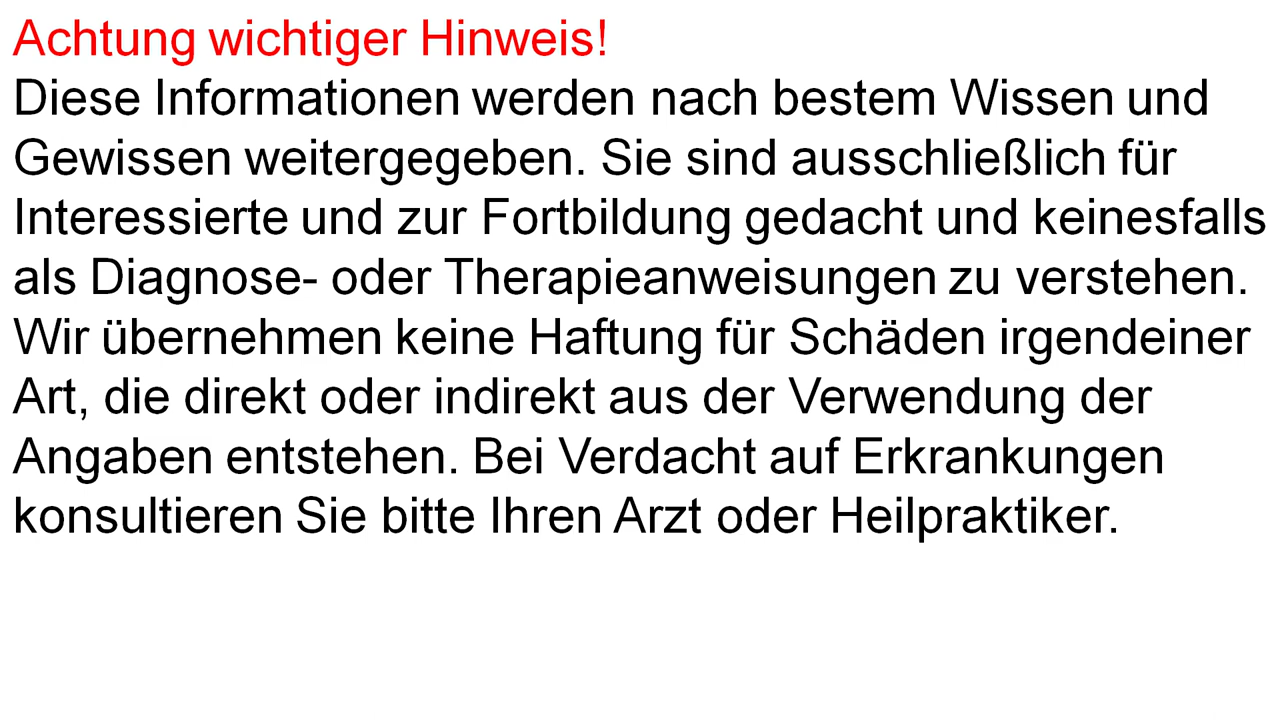 Achtung wichtiger Hinweis!
Diese Informationen werden nach bestem Wissen und
Gewissen weitergegeben. Sie sind ausschließlich für
Interessierte und zur Fortbildung gedacht und keinesfalls
als Diagnose- oder Therapieanweisungen zu verstehen.
Wir übernehmen keine Haftung für Schäden irgendeiner
Art, die direkt oder indirekt aus der Verwendung der
Angaben entstehen. Bei Verdacht auf Erkrankungen
konsultieren Sie bitte Ihren Arzt oder Heilpraktiker.